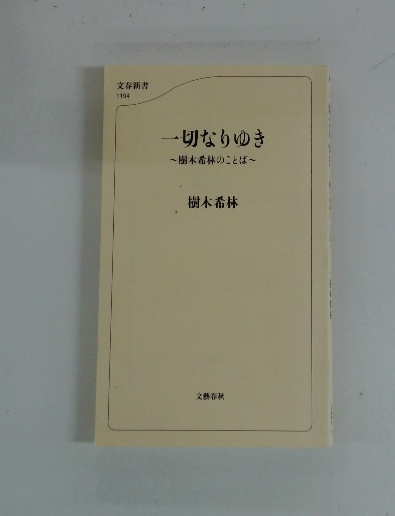 文春新書
1194
一切なりゆき
〜樹木希林のことば〜
樹木希林
文藝春秋